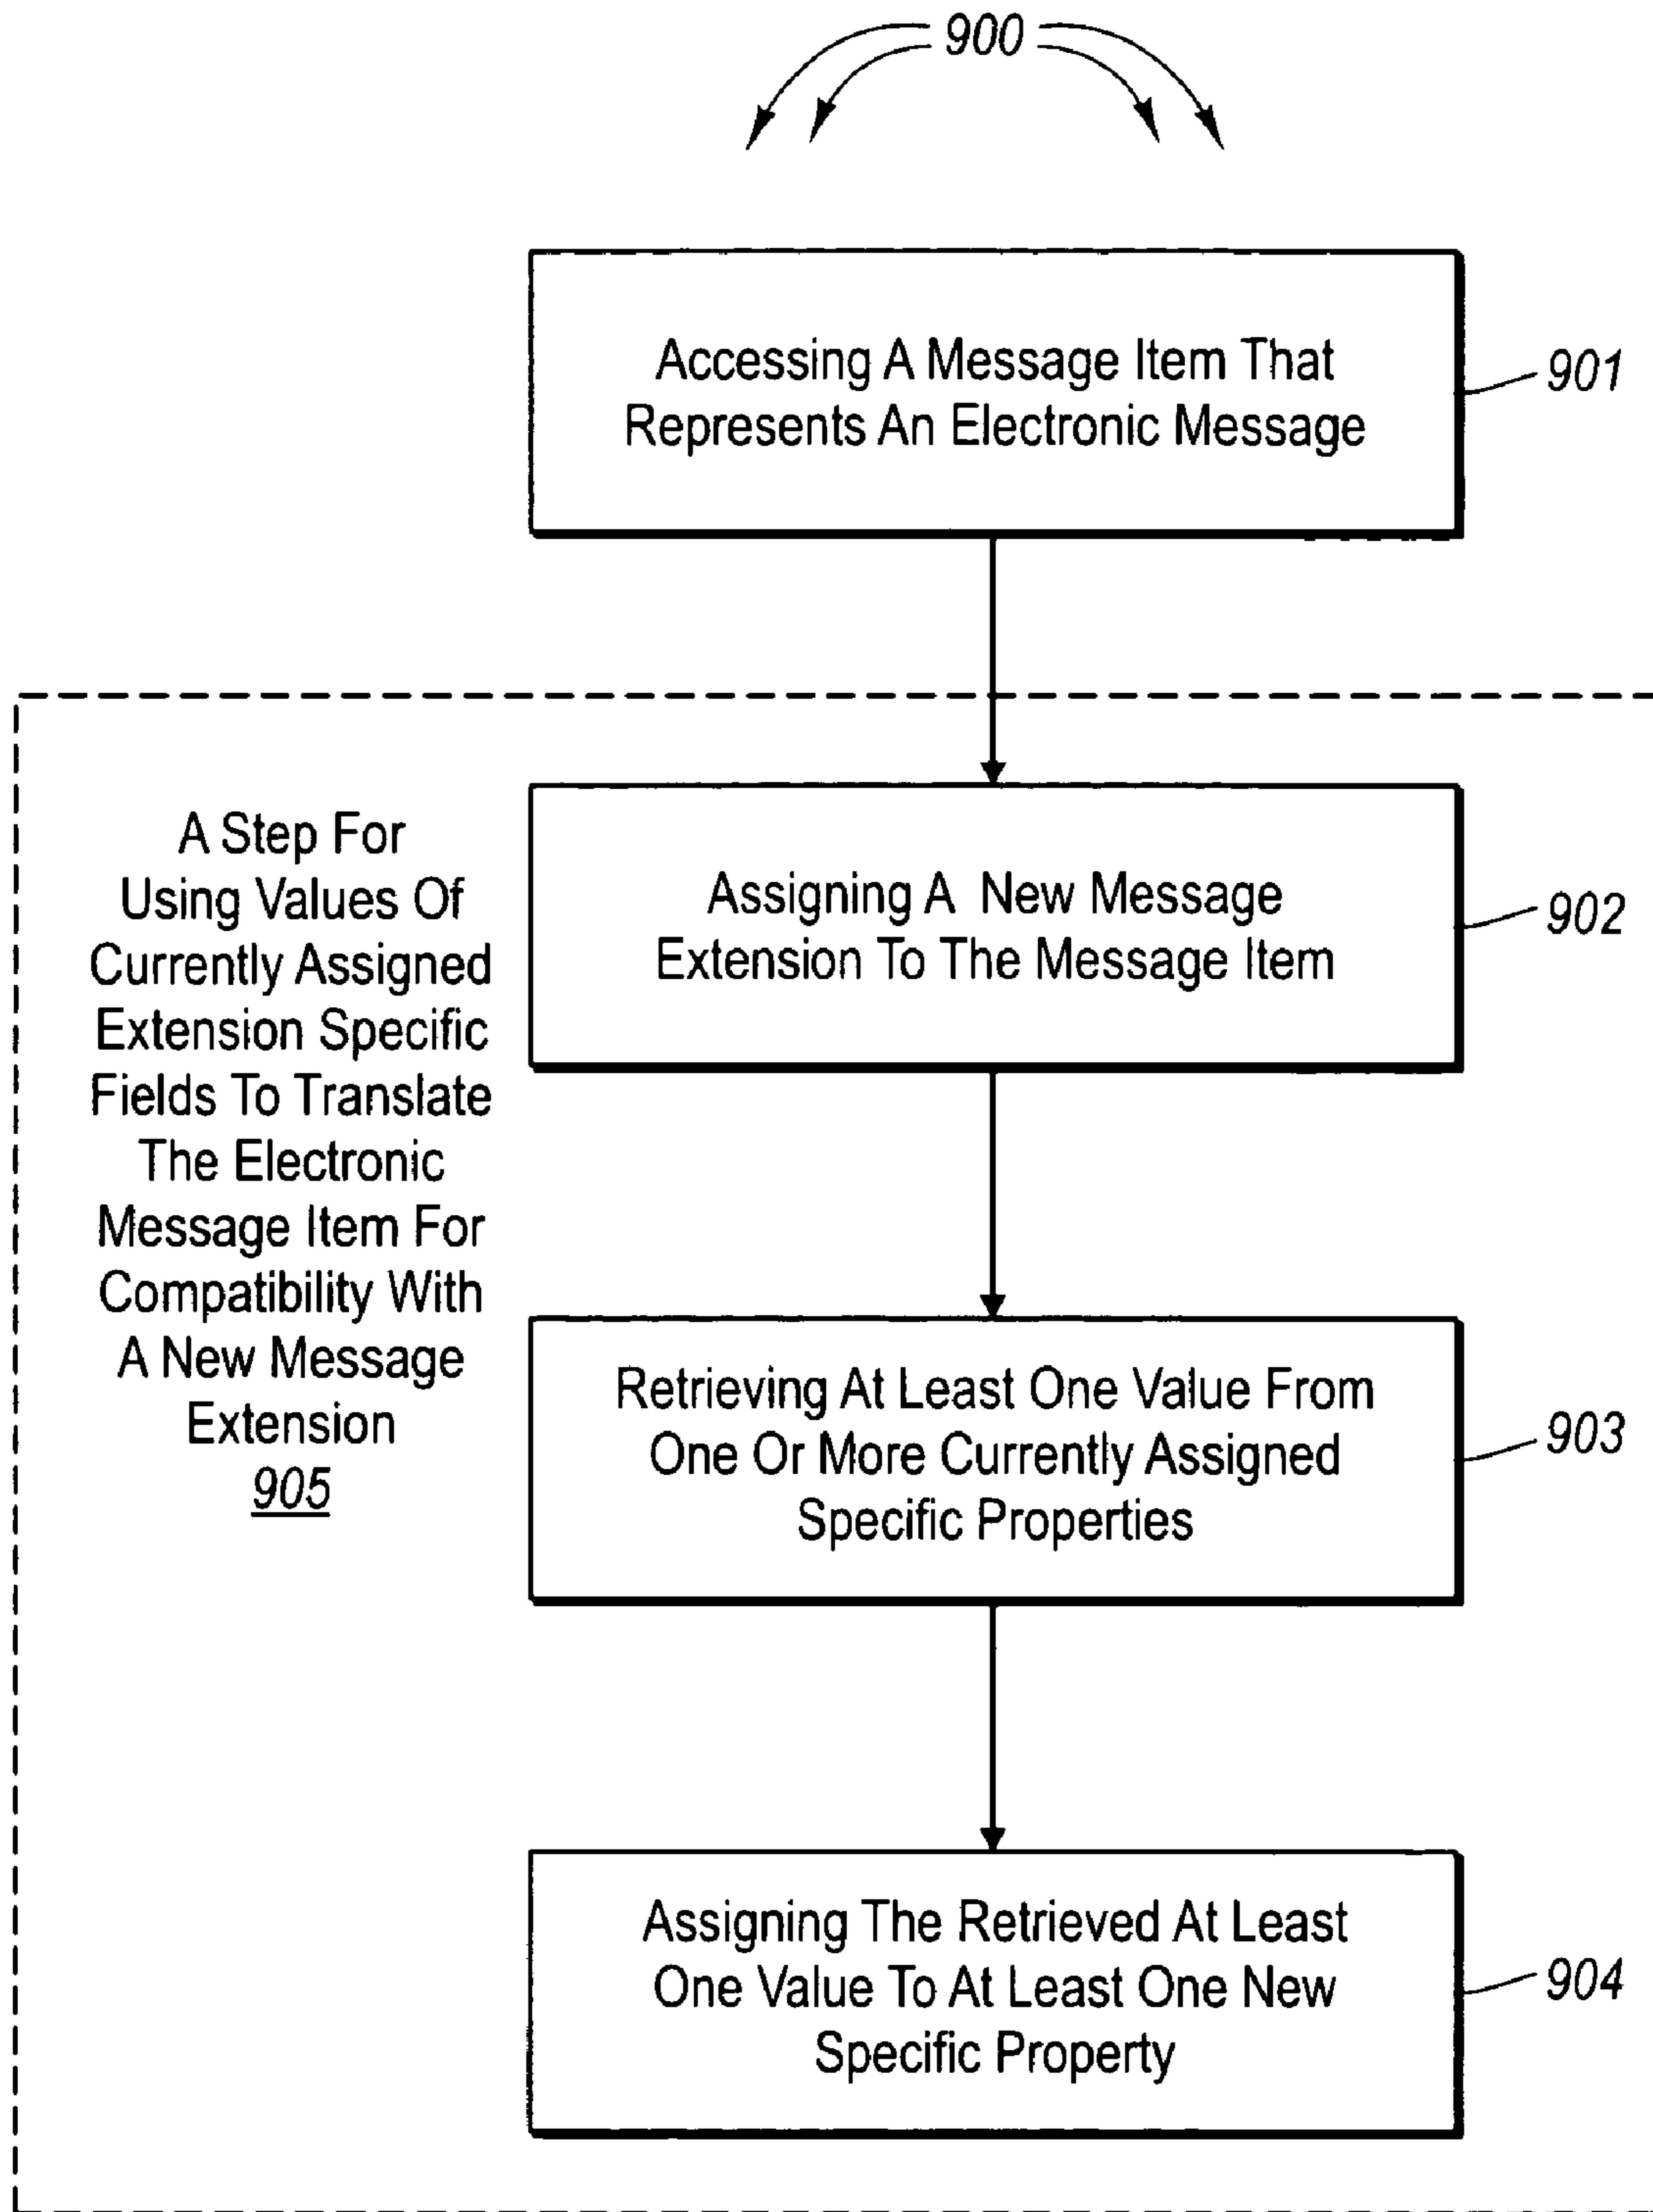 900
Accessing A Message Item That
Represents An Electronic Message
901
A Step For
Using Values Of
Currently Assigned
Extension Specific
Fields To Translate
The Electronic
Message Item For
Compatibility With
A New Message
Extension
905
Assigning A New Message
Extension To The Message Item
902
Retrieving At Least One Value From
One Or More Currently Assigned
Specific Properties
903
Assigning The Retrieved At Least
One Value To At Least One New
Specific Property
904